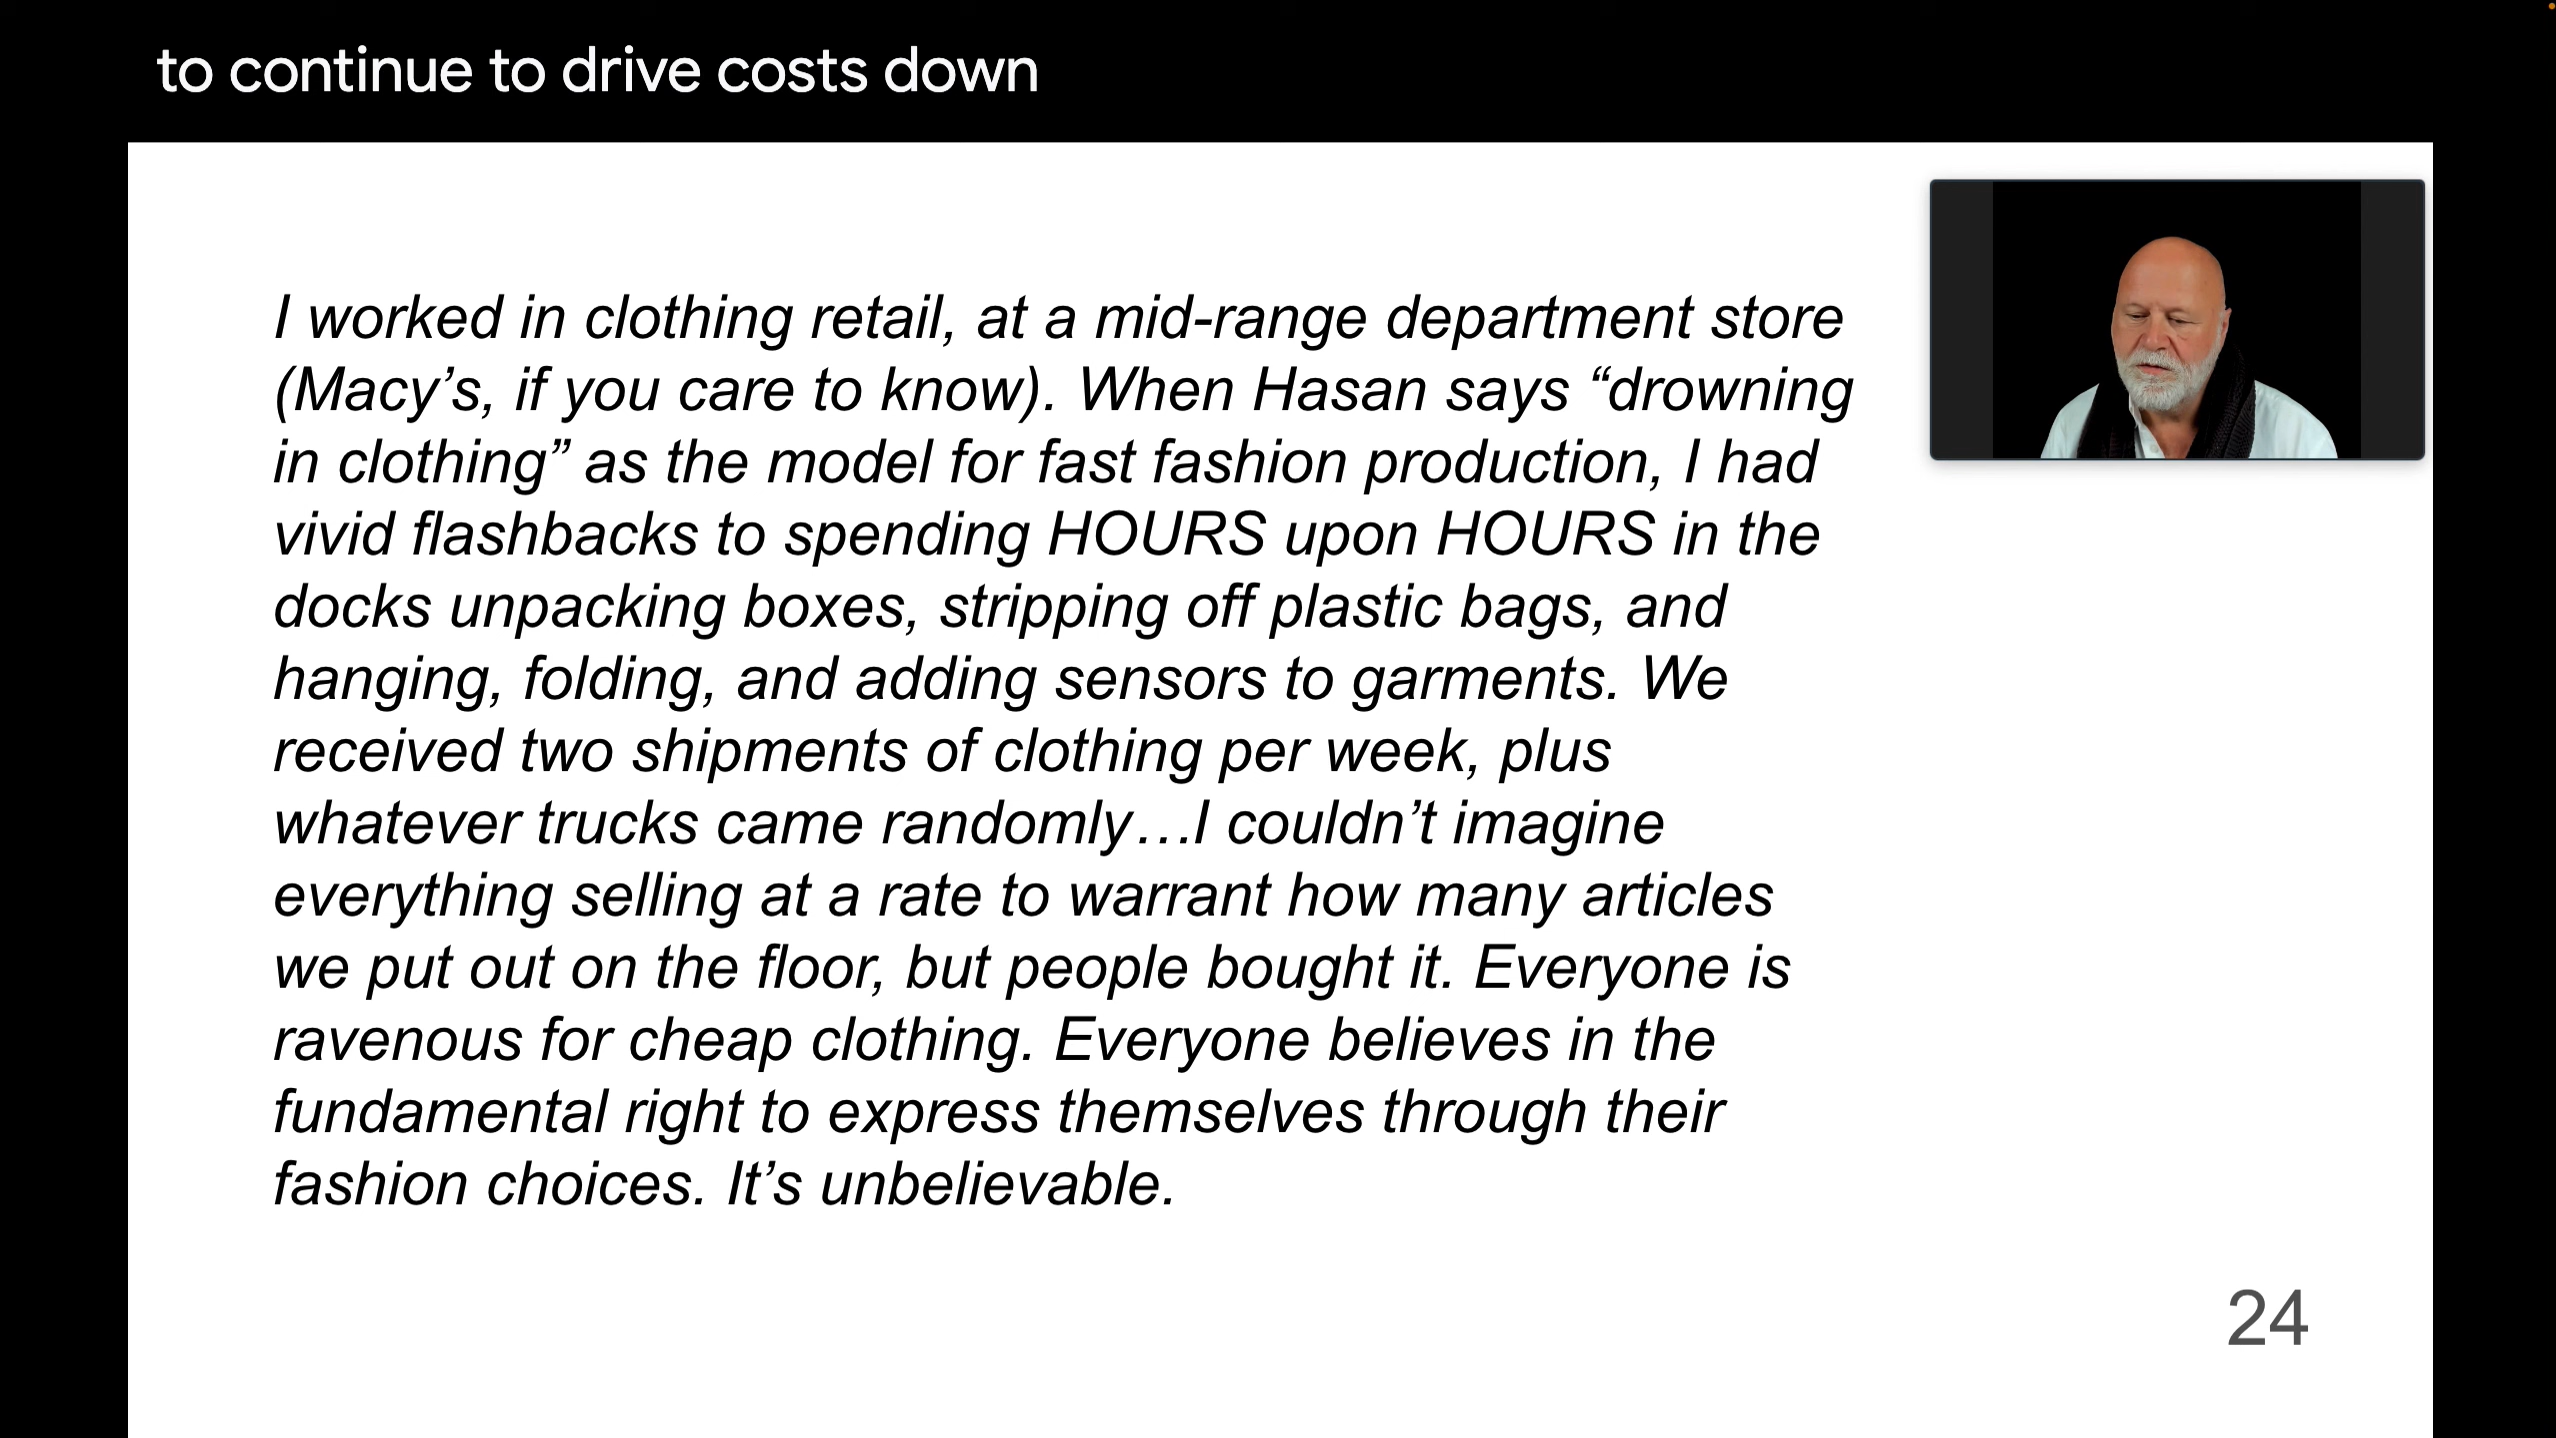 to continue to drive costs down
I worked in clothing retail, at a mid-range department store
(Macy’s, if you care to know). When Hasan says “drowning
in clothing” as the model for fast fashion production, I had
vivid flashbacks to spending HOURS upon HOURS in the
docks unpacking boxes, stripping off plastic bags, and
hanging, folding, and adding sensors to garments. We
received two shipments of clothing per week, plus
whatever trucks came randomly…I couldn’t imagine
everything selling at a rate to warrant how many articles
we put out on the floor, but people bought it. Everyone is
ravenous for cheap clothing. Everyone believes in the
fundamental right to express themselves through their
fashion choices. It’s unbelievable.
24